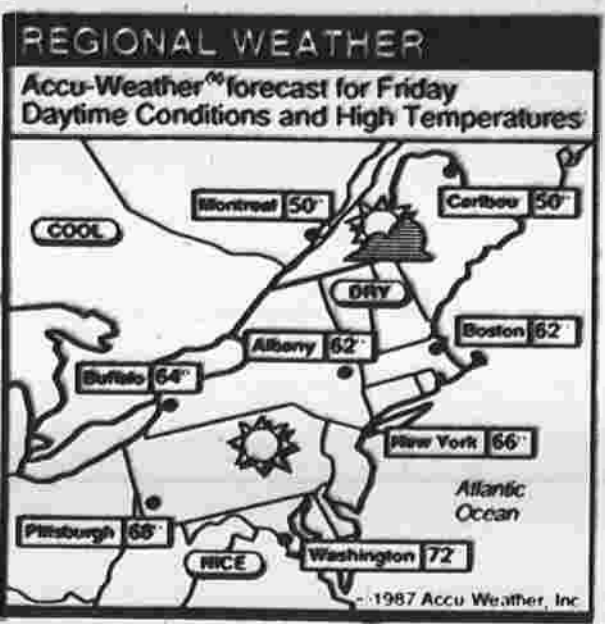 REGIONAL WEATHER
Accu-Weather® forecast for Friday
Daytime Conditions and High Temperatures
Montreal 50°
Caribou 50°
COOL
DRY
Boston 62°
Albany 62°
Buffalo 64°
New York 66°
Atlantic
Ocean
Pittsburgh 68°
NICE
Washington 72
1987 Accu Weather, Inc